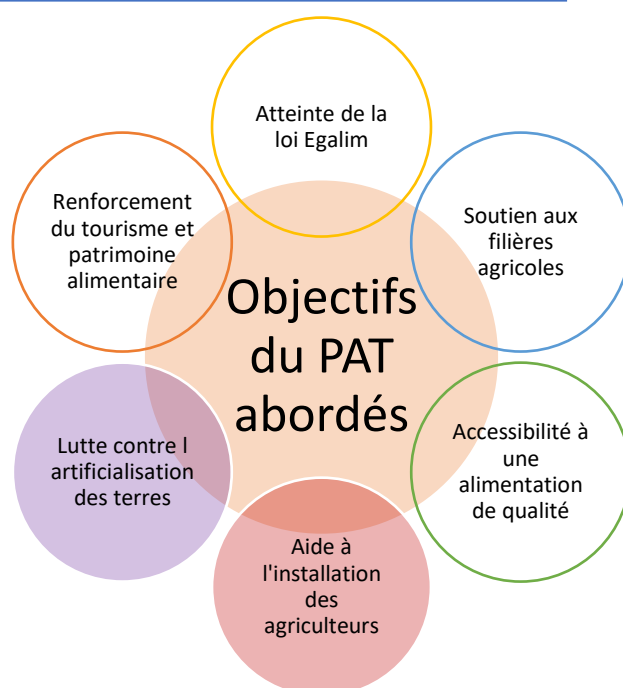 Atteinte de la
loi Egalim
Renforcement
du tourisme et
patrimoine
alimentaire
Soutien aux
filières
agricoles
Objectifs
du PAT
abordés
Lutte contre l
artificialisation
des terres
Accessibilité à
une
alimentation
de qualité
Aide à
l'installation
des
agriculteurs